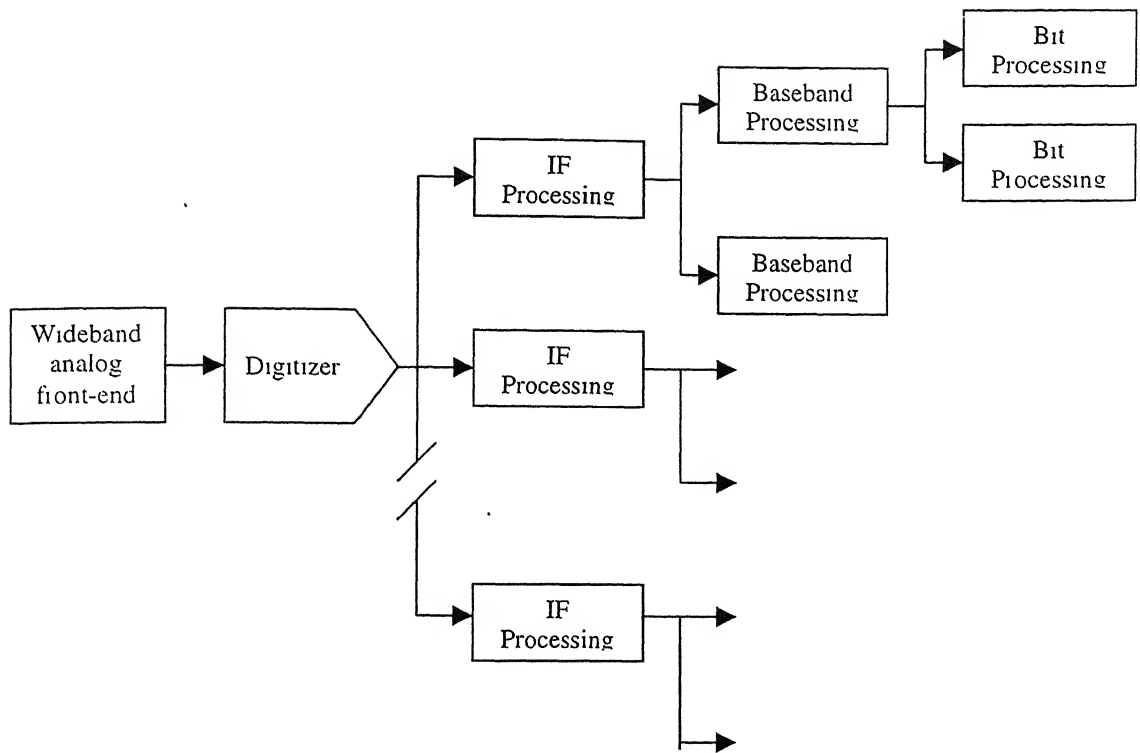 Bit
Processing
Baseband
Processing
Bit
Processing
IF
Processing
Baseband
Processing
Wideband
analog
front-end
Digitizer
IF
Processing
IF
Processing